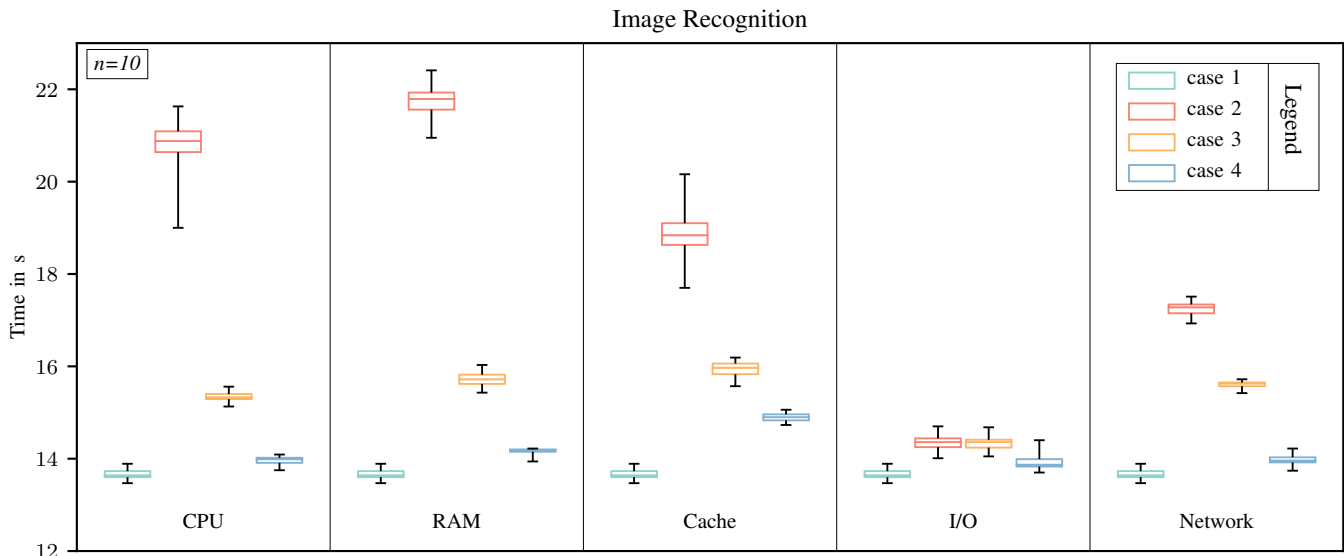 Image Recognition
n=10
22
20
18
16
14
12
Time in s
case 1
case 2
case 3
case 4
Legend
CPU
RAM
Cache
I/O
Network